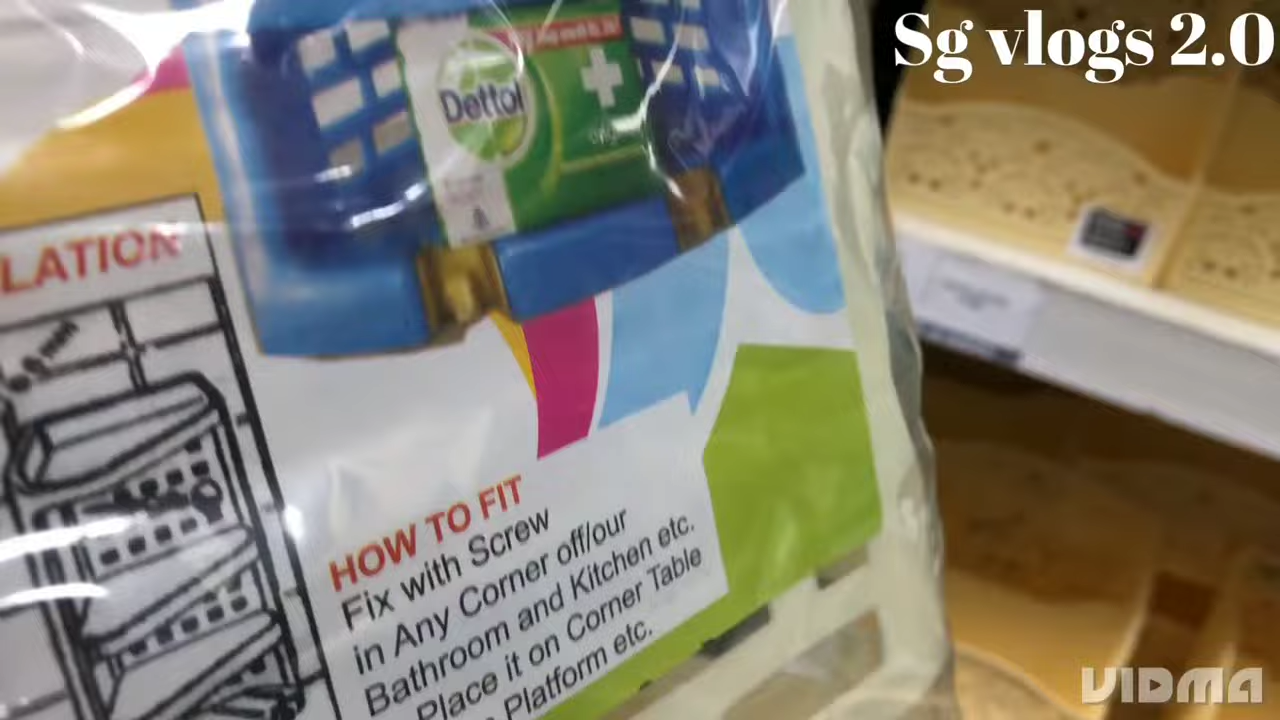 Sg vlogs 2.0
Dettol
LATION
HOW TO FIT
Fix with Screw
in Any Corner off/our
Bathroom and Kitchen etc.
Place it on Corner Table
Platform etc.
VIDMA